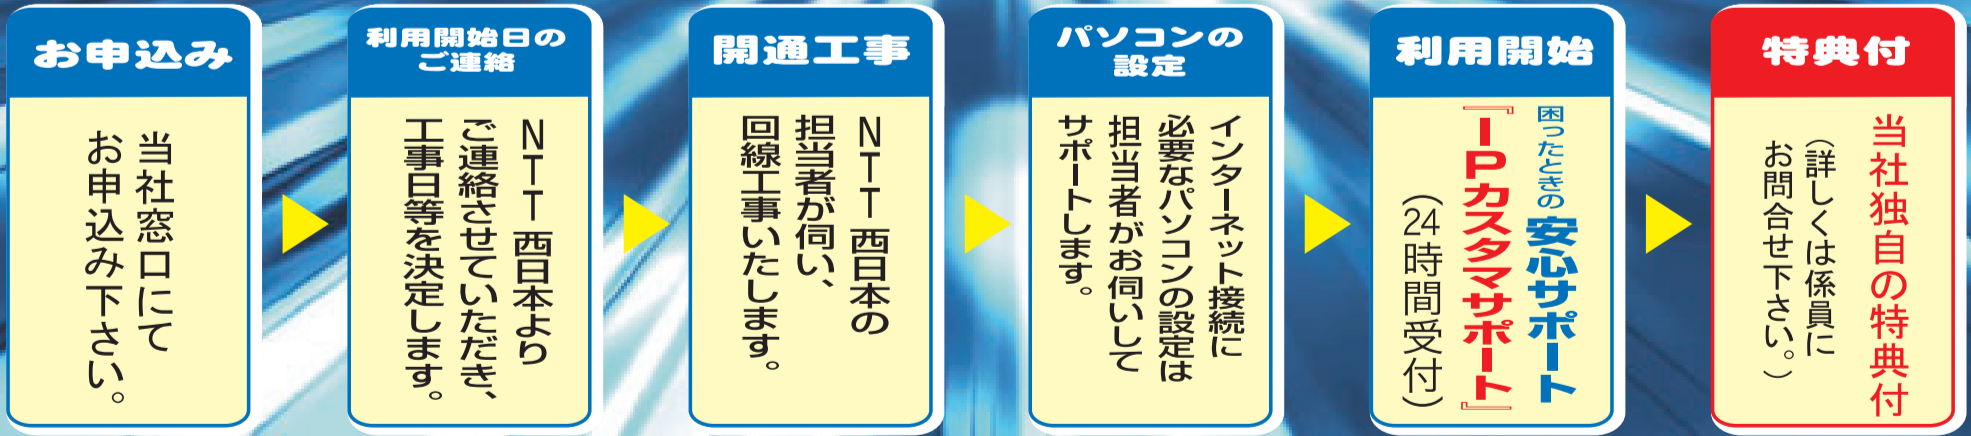 お申込み
当社窓口にて
お申込み下さい。
利用開始日の
ご連絡
NTT 西日本より
ご連絡させていただき、
工事日等を決定します。
開通工事
NTT 西日本の
担当者が伺い、
回線工事いたします。
パソコンの
設定
インターネット接続に
必要なパソコンの設定は
担当者がお伺いして
サポートします。
利用開始
困ったときの安心サポート
『IPカスタマサポート』
(24時間受付)
特典付
当社独自の特典付
(詳しくは係員に
お問合せ下さい。)